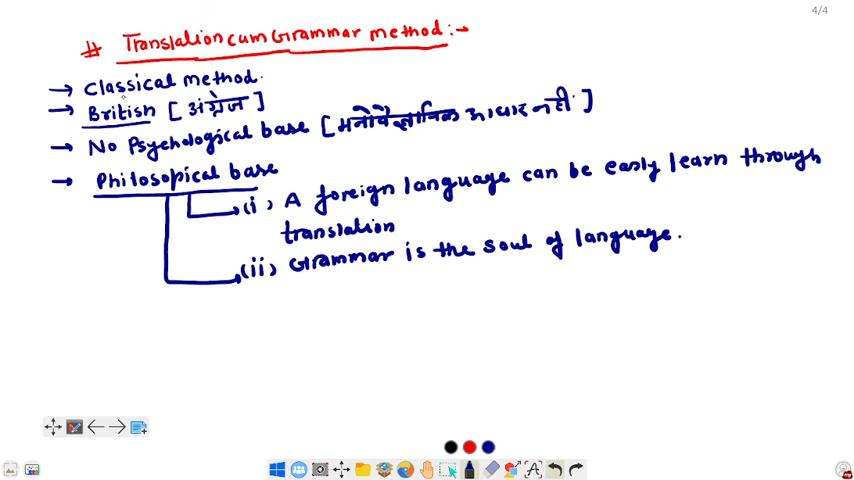 4/4
# Translation cum Grammar method :→
→ Classical method.
→ British [अंग्रेज]
→ No Psychological base [मनोवैज्ञानिक आधार नहीं]
→ Philosopical base
(i) A foreign language can be easly learn through
translation
(ii) Grammar is the soul of language.